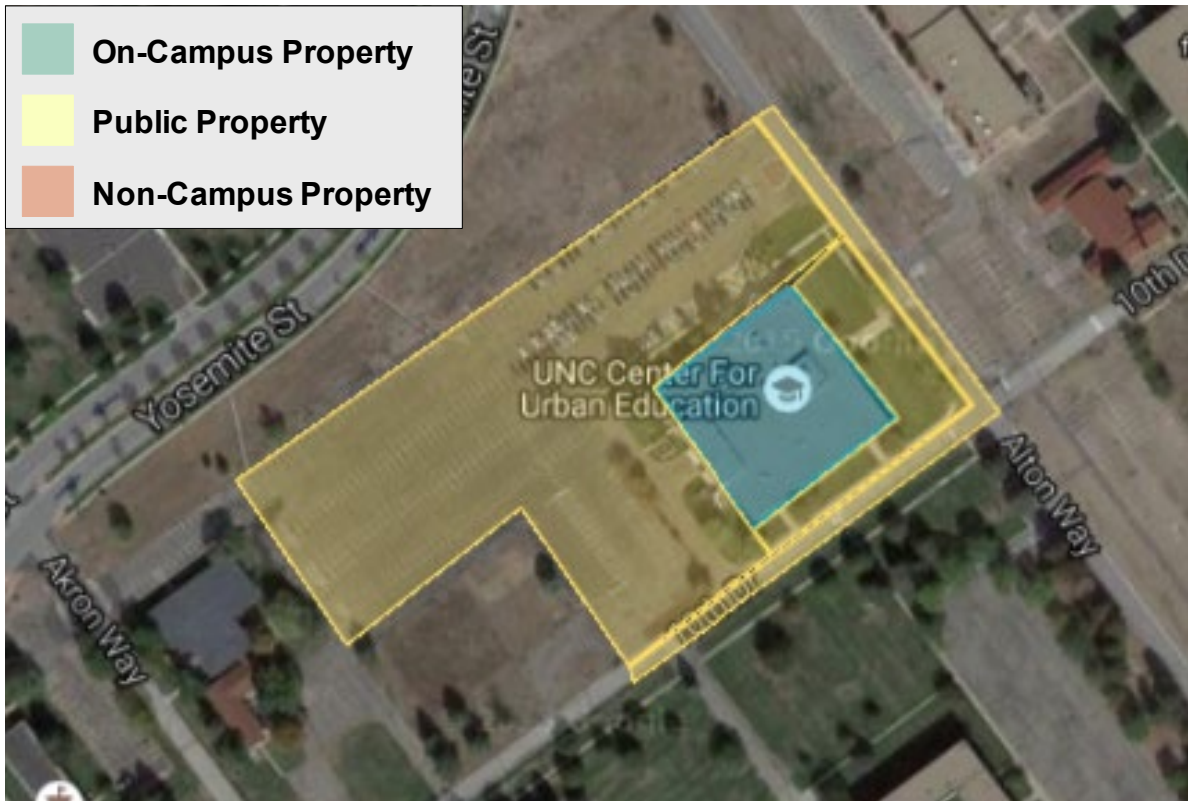 On-Campus Property
Public Property
Non-Campus Property
Yosemite St
UNC Center For
Urban Education
10th D
Alton Way
Akron Way